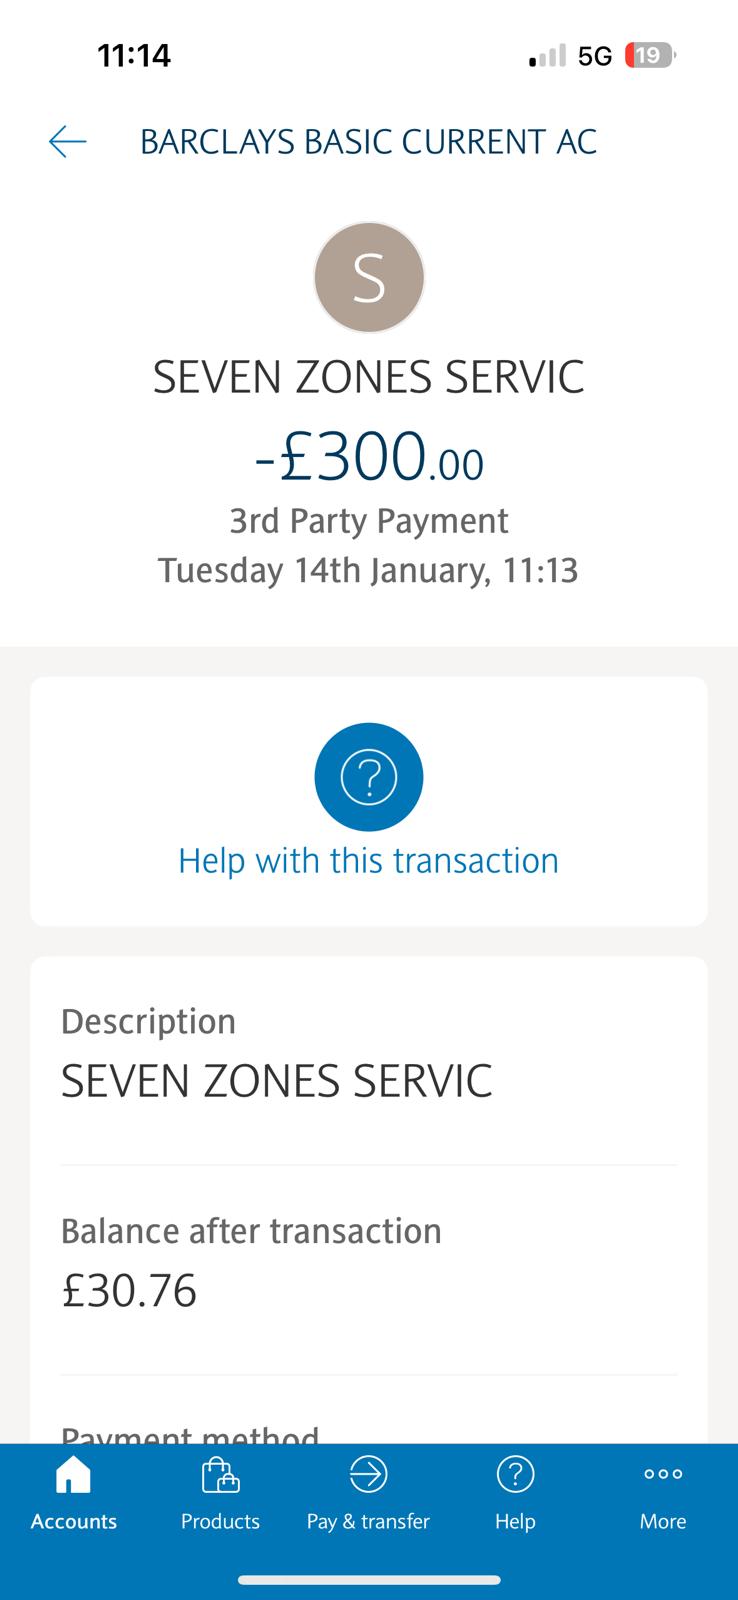 11:14
5G
19
BARCLAYS BASIC CURRENT AC
S
SEVEN ZONES SERVIC
-£300.00
3rd Party Payment
Tuesday 14th January, 11:13
?
Help with this transaction
Description
SEVEN ZONES SERVIC
Balance after transaction
£30.76
Payment method
Accounts
Products
Pay & transfer
?
Help
More